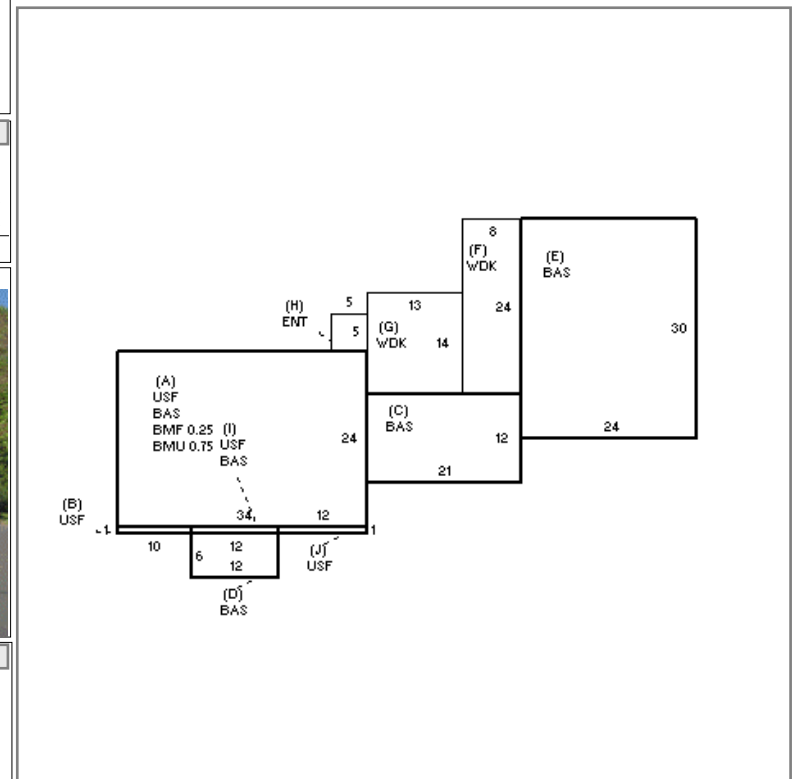 8
(F)
WDK
24
(E)
BAS
30
24
(H)
ENT
5
5
13
(G)
WDK
14
(A)
USF
BAS
BMF 0.25
BMU 0.75
(I)
USF
BAS
24
(C)
BAS
12
21
(B)
USF
1
34
12
1
10
6
12
12
(J)
USF
(D)
BAS